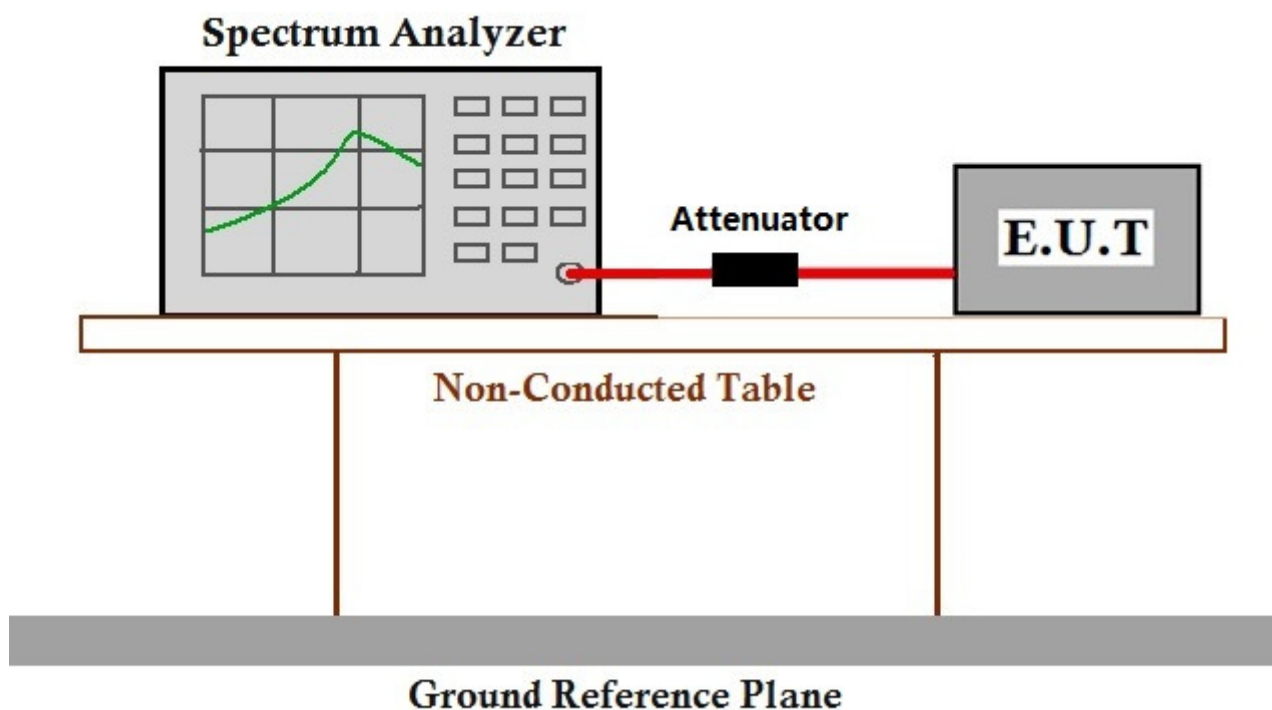 Spectrum Analyzer
Attenuator
E.U.T
Non-Conducted Table
Ground Reference Plane